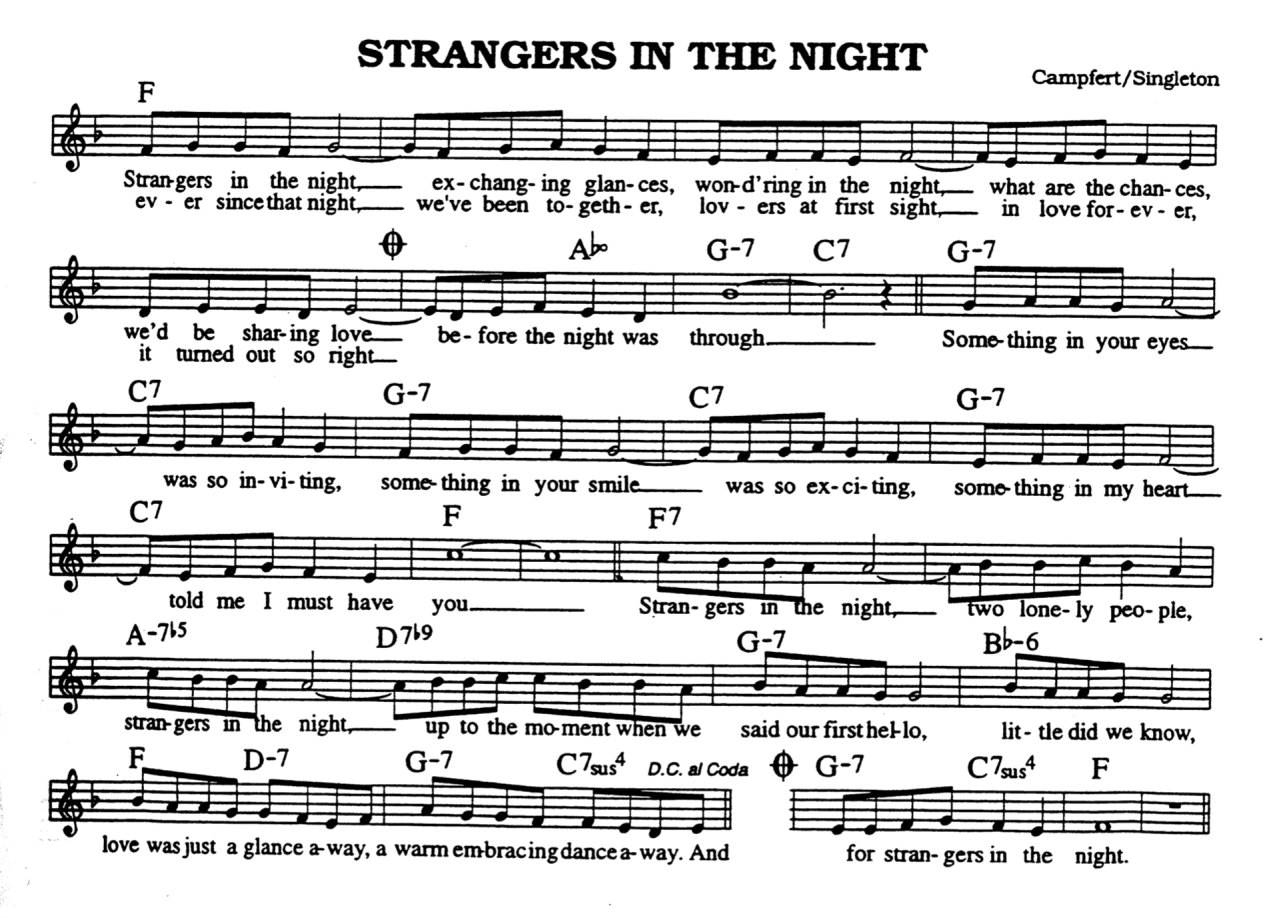 STRANGERS IN THE NIGHT
Campfert/Singleton
F
Stran-gers in the night, ex-chang-ing glan-ces, won-d'ring in the night, what are the chan-ces,
ev-er since that night, we've been to-geth-er, lov-ers at first sight, in love for-ev-er,
A♭o G-7 C7 G-7
we'd be shar-ing love be-fore the night was through Some-thing in your eyes
it turned out so right
C7 G-7 C7 G-7
was so in-vi-ting, some-thing in your smile was so ex-ci-ting, some-thing in my heart
C7 F F7
told me I must have you Stran-gers in the night, two lone-ly peo-ple,
A-7♭5 D7♭9 G-7 B♭-6
stran-gers in the night, up to the mo-ment when we said our first hel-lo, lit-tle did we know,
F D-7 G-7 C7sus4 D.C. al Coda G-7 C7sus4 F
love was just a glance a-way, a warm em-bracing dance a-way. And for stran-gers in the night.